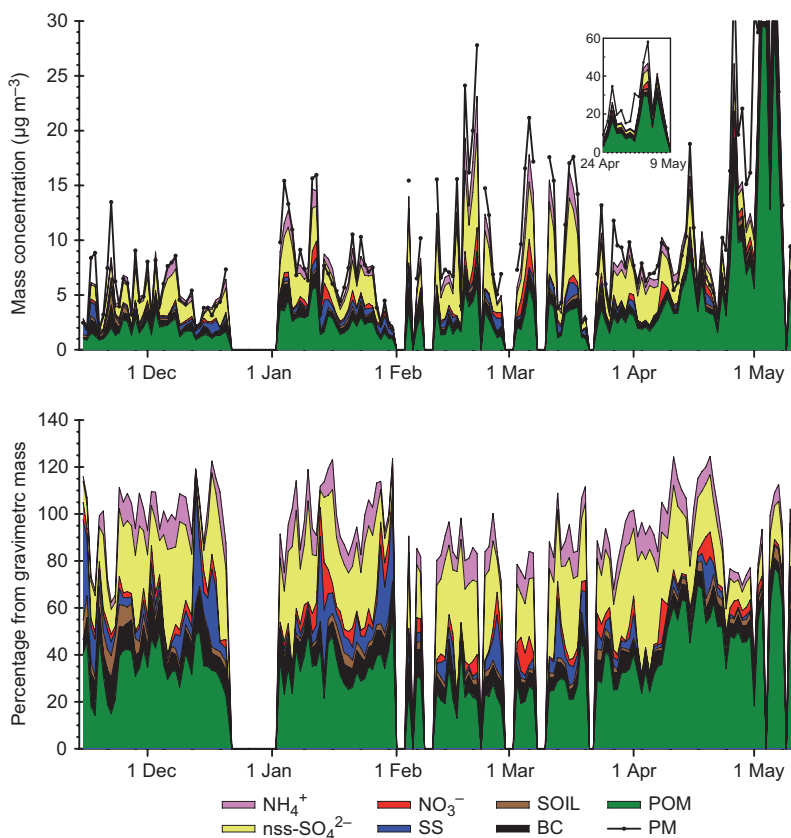 30
25
20
15
10
5
0
Mass concentration (µg m⁻³)
60
40
20
0
24 Apr 9 May
1 Dec 1 Jan 1 Feb 1 Mar 1 Apr 1 May
140
120
100
80
60
40
20
0
Percentage from gravimetrc mass
1 Dec 1 Jan 1 Feb 1 Mar 1 Apr 1 May
NH₄⁺ NO₃⁻ SOIL POM
nss-SO₄²⁻ SS BC PM